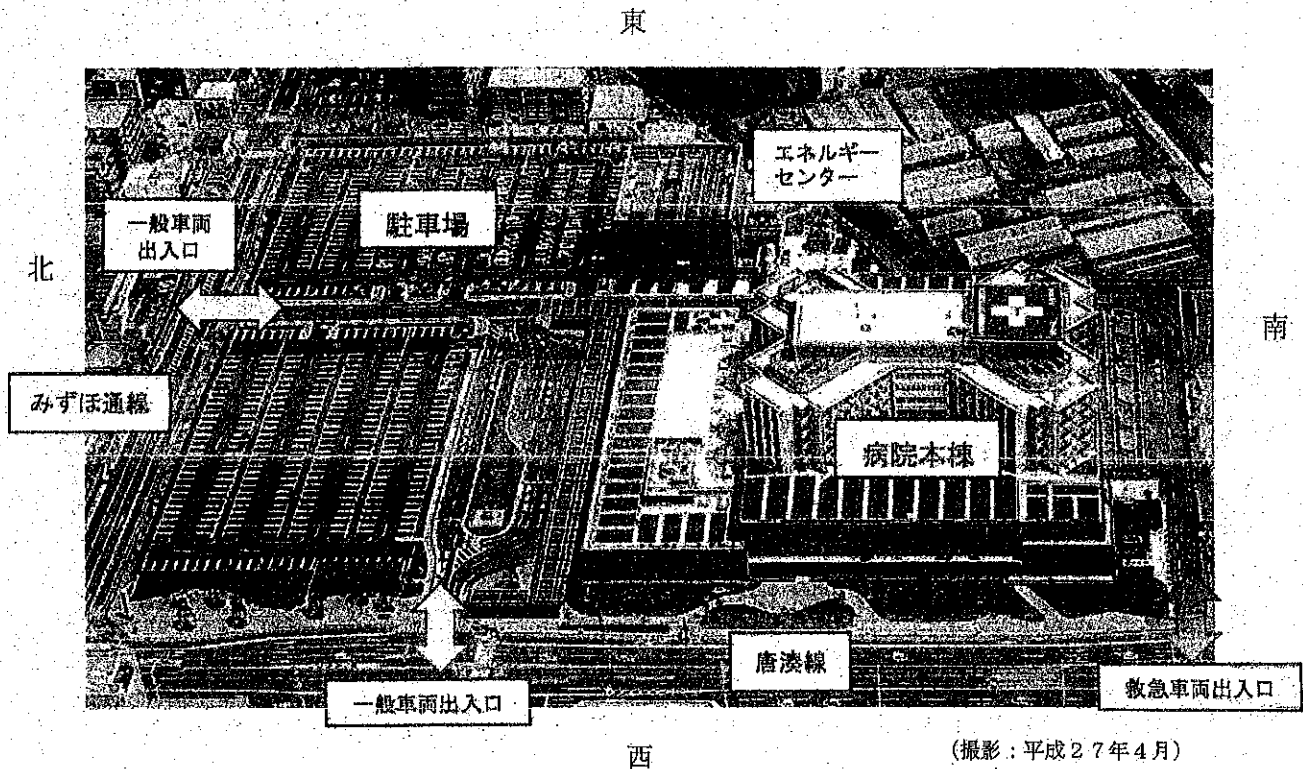 東
エネルギー
センター
一般車両
出入口
駐車場
北
南
みずほ通線
病院本棟
唐湊線
一般車両出入口
救急車両出入口
西
(撮影:平成27年4月)